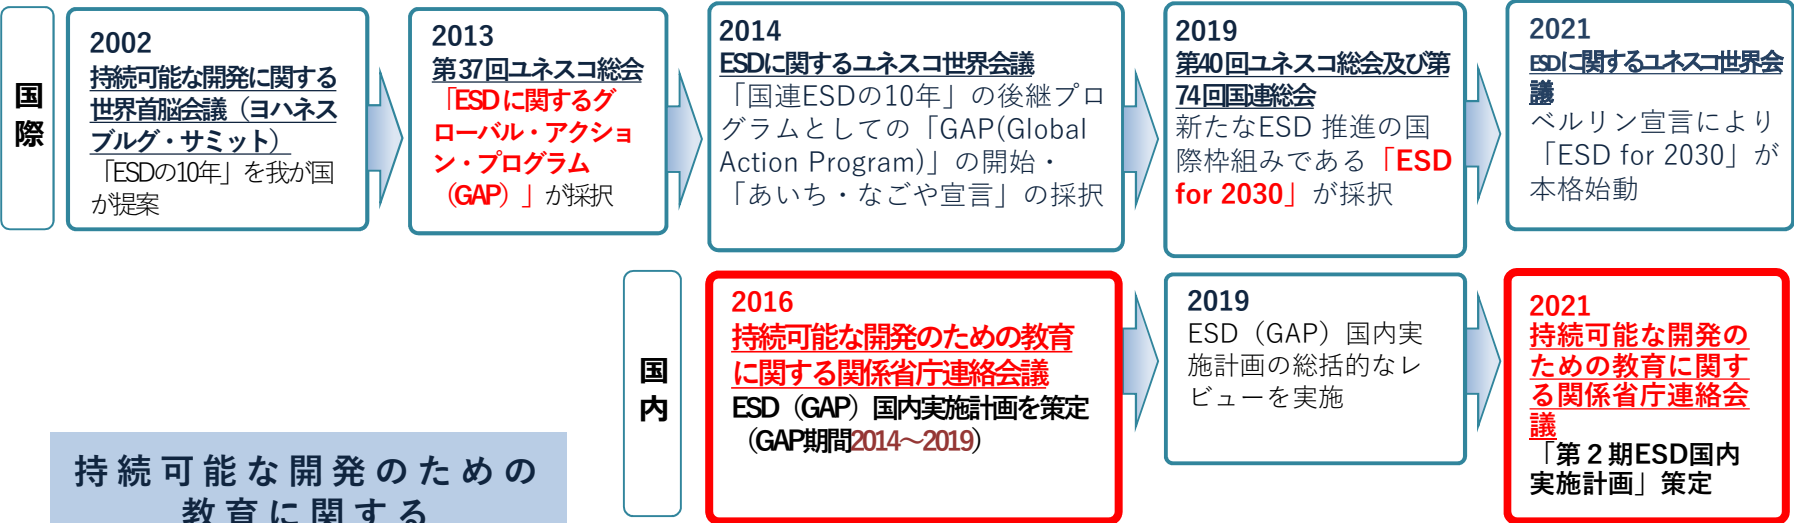 国
際
2002
持続可能な開発に関する
世界首脳会議（ヨハネス
ブルグ・サミット）
「ESDの10年」を我が国
が提案
2013
第37回ユネスコ総会
「ESDに関するグ
ローバル・アクショ
ン・プログラム
（GAP）」が採択
2014
ESDに関するユネスコ世界会議
「国連ESDの10年」の後継プロ
グラムとしての「GAP(Global
Action Program)」の開始・
「あいち・なごや宣言」の採択
2019
第40回ユネスコ総会及び第
74回国連総会
新たなESD 推進の国
際枠組みである「ESD
for 2030」が採択
2021
ESDに関するユネスコ世界会
議
ベルリン宣言により
「ESD for 2030」が
本格始動
国
内
2016
持続可能な開発のための教育
に関する関係省庁連絡会議
ESD（GAP）国内実施計画を策定
（GAP期間2014～2019）
2019
ESD（GAP）国内実
施計画の総括的なレ
ビューを実施
2021
持続可能な開発の
ための教育に関す
る関係省庁連絡会
議
「第２期ESD国内
実施計画」策定
持続可能な開発のための
教育に関する